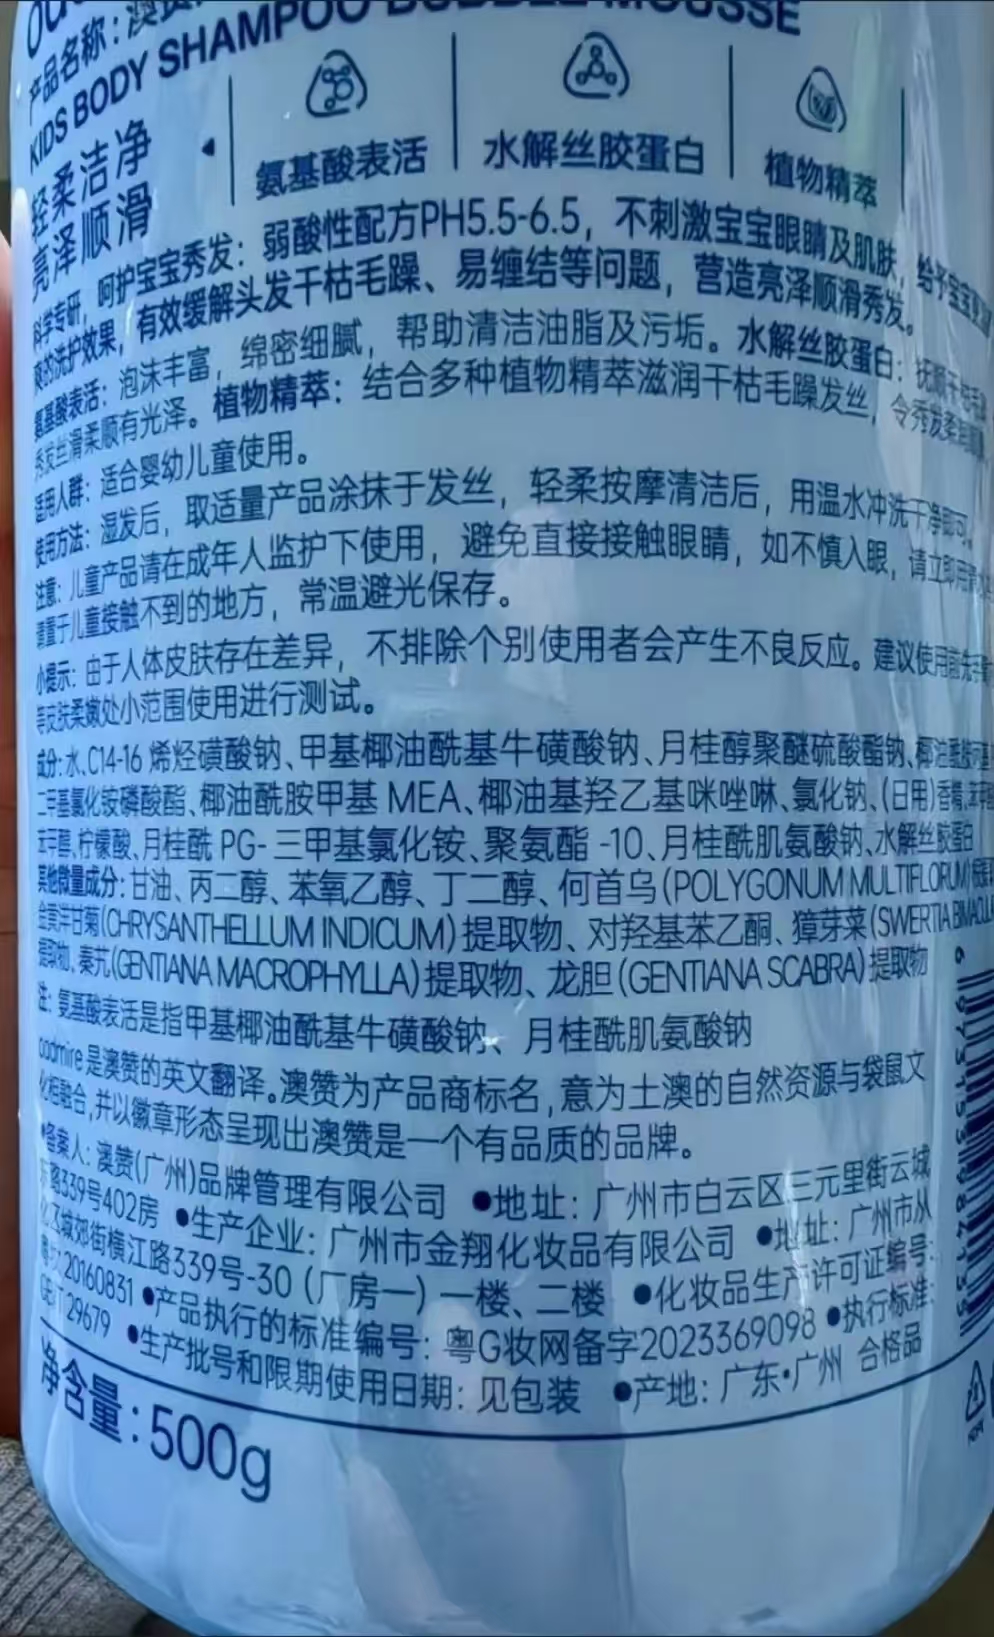 产品名称：澳赞
KIDS BODY SHAMPOO BUBBLE MOUSSE
轻柔洁净
亮泽顺滑
氨基酸表活
水解丝胶蛋白
植物精萃
科学专研，呵护宝宝秀发：弱酸性配方PH5.5-6.5，不刺激宝宝眼睛及肌肤，给予宝宝
爽的洗护效果，有效缓解头发干枯毛躁、易缠结等问题，营造亮泽顺滑秀发。
氨基酸表活：泡沫丰富，绵密细腻，帮助清洁油脂及污垢。水解丝胶蛋白：抚顺干枯毛躁
秀发丝滑柔顺有光泽。植物精萃：结合多种植物精萃滋润干枯毛躁发丝，令秀发柔
适用人群：适合婴幼儿童使用。
使用方法：湿发后，取适量产品涂抹于发丝，轻柔按摩清洁后，用温水冲洗干净即可。
注意：儿童产品请在成年人监护下使用，避免直接接触眼睛，如不慎入眼，请立即用清水
请置于儿童接触不到的地方，常温避光保存。
小提示：由于人体皮肤存在差异，不排除个别使用者会产生不良反应。建议使用前先于
等皮肤柔嫩处小范围使用进行测试。
成分：水、C14-16 烯烃磺酸钠、甲基椰油酰基牛磺酸钠、月桂醇聚醚硫酸酯钠、椰油酰胺丙
二甲基氯化铵磷酸酯、椰油酰胺甲基 MEA、椰油基羟乙基咪唑啉、氯化钠、(日用)香精、苯甲酸
苯甲醇、柠檬酸、月桂酰 PG- 三甲基氯化铵、聚氨酯 -10、月桂酰肌氨酸钠、水解丝胶蛋白
其他微量成分：甘油、丙二醇、苯氧乙醇、丁二醇、何首乌(POLYGONUM MULTIFLORUM)
金黄洋甘菊(CHRYSANTHELLUM INDICUM)提取物、对羟基苯乙酮、獐芽菜(SWERTIA BIMACULA
提取物、秦艽(GENTIANA MACROPHYLLA)提取物、龙胆(GENTIANA SCABRA)提取物
注：氨基酸表活是指甲基椰油酰基牛磺酸钠、月桂酰肌氨酸钠
oadmire 是澳赞的英文翻译。澳赞为产品商标名，意为土澳的自然资源与袋鼠文
化相融合，并以徽章形态呈现出澳赞是一个有品质的品牌。
•备案人：澳赞(广州)品牌管理有限公司 ●地址：广州市白云区三元里街云城
东路339号402房 ●生产企业：广州市金翔化妆品有限公司 ●地址：广州市从
化区城郊街横江路339号-30（厂房一）一楼、二楼 ●化妆品生产许可证编号：
粤妆20160831 ●产品执行的标准编号：粤G妆网备字2023369098 ●执行标准：
GB/T 29679 ●生产批号和限期使用日期：见包装 ●产地：广东·广州 合格品
净含量：500g